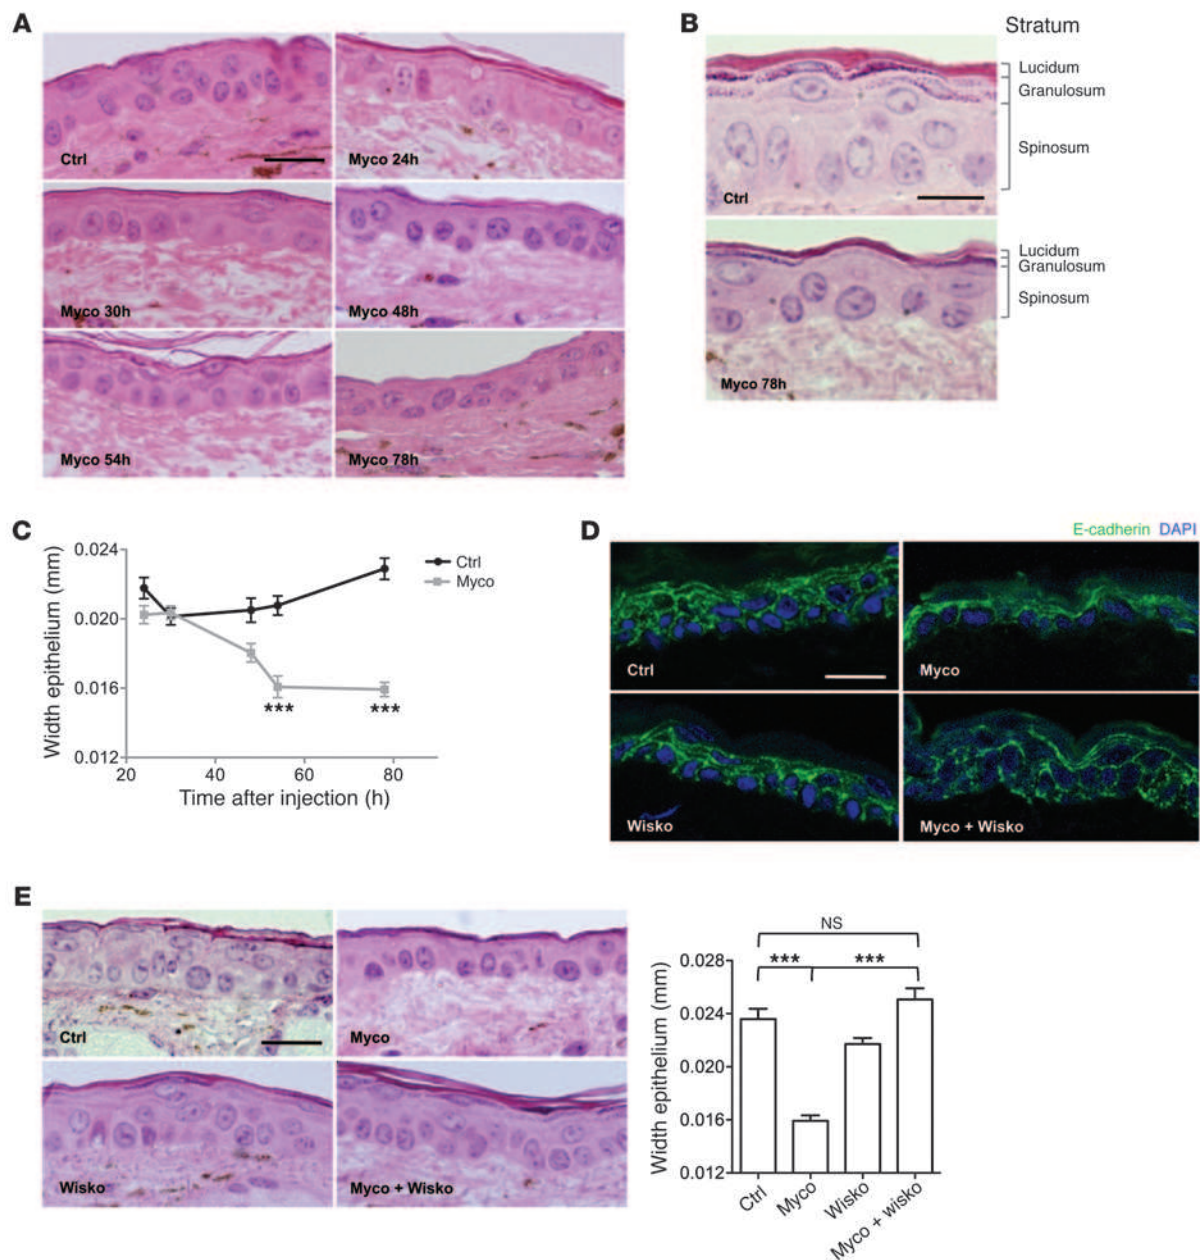 A
Ctrl
Myco 24h
Myco 30h
Myco 48h
Myco 54h
Myco 78h
B
Stratum
Lucidum
Granulosum
Spinosum
Ctrl
Lucidum
Granulosum
Spinosum
Myco 78h
C
Width epithelium (mm)
0.024
0.020
0.016
0.012
20 40 60 80
Time after injection (h)
Ctrl
Myco
*** ***
D
E-cadherin DAPI
Ctrl
Myco
Wisko
Myco + Wisko
E
Ctrl
Myco
Wisko
Myco + Wisko
Width epithelium (mm)
0.028
0.024
0.020
0.016
0.012
NS
*** ***
Ctrl
Myco
Wisko
Myco + wisko